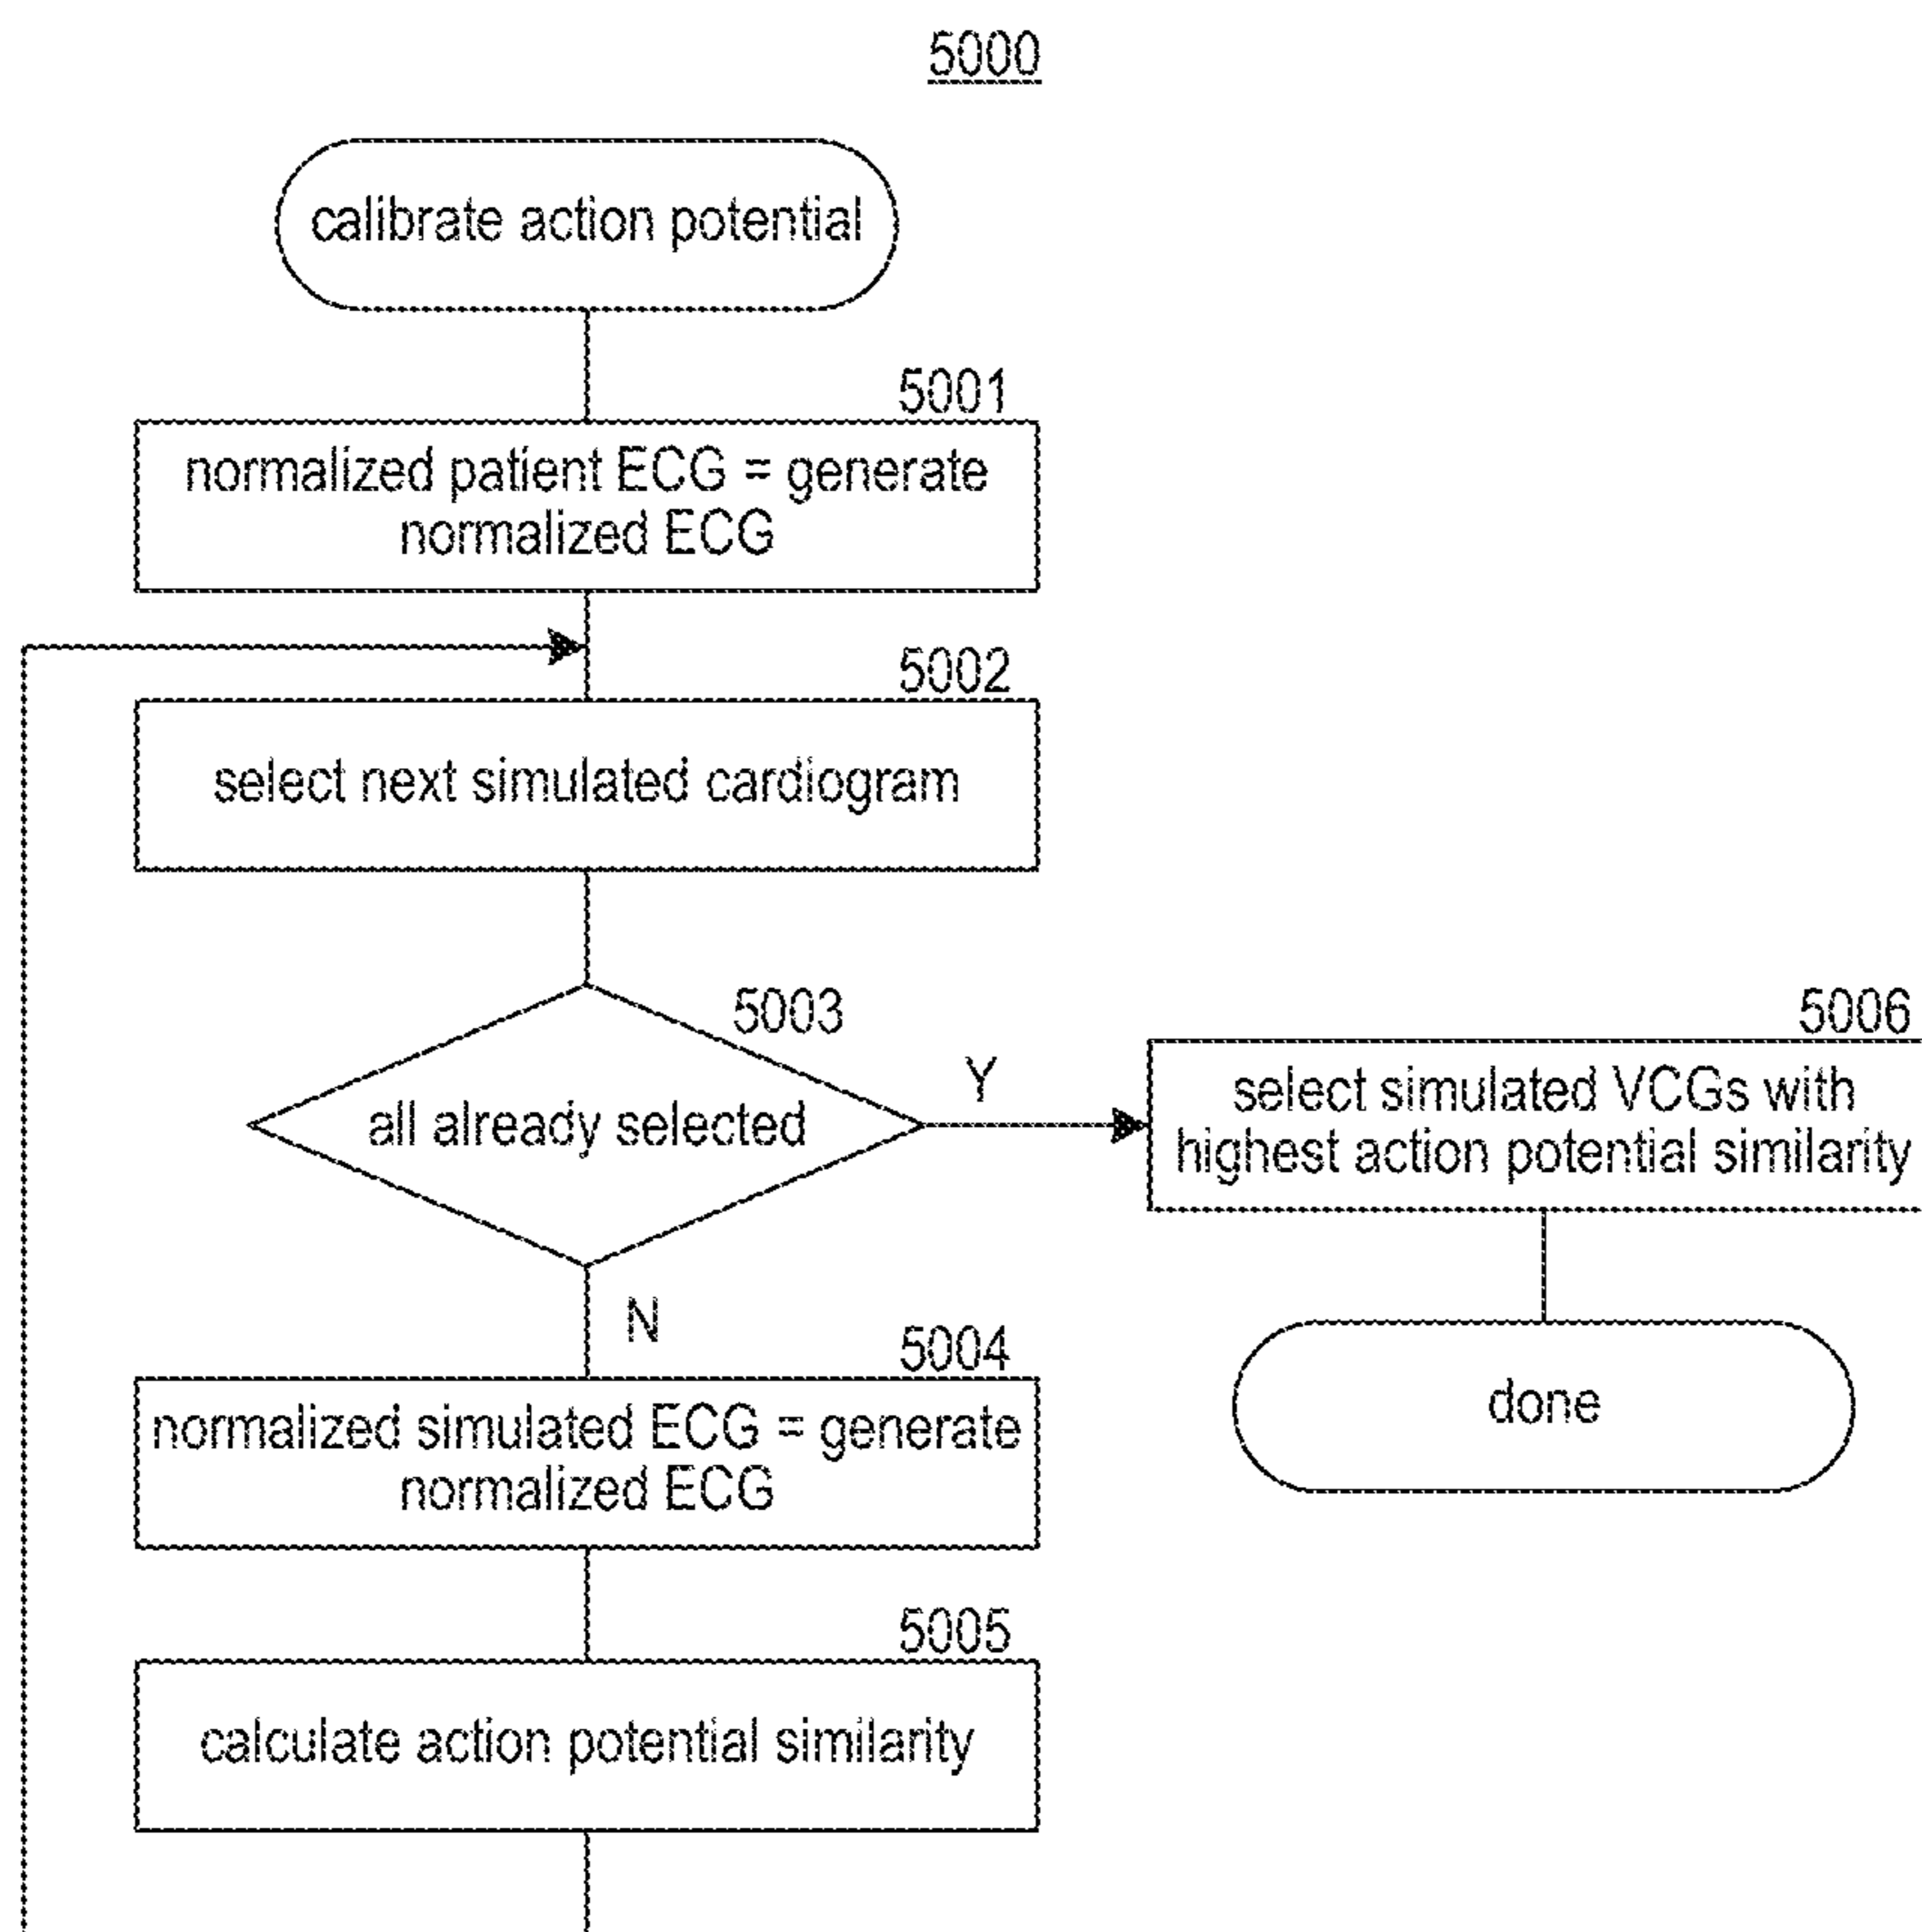 5000
calibrate action potential
5001
normalized patient ECG = generate
normalized ECG
5002
select next simulated cardiogram
5003
all already selected
Y
5006
select simulated VCGs with
highest action potential similarity
done
N
5004
normalized simulated ECG = generate
normalized ECG
5005
calculate action potential similarity